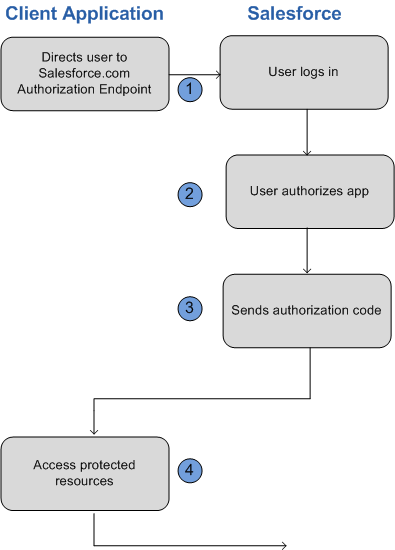 Client Application
Salesforce
Directs user to
Salesforce.com
Authorization Endpoint
1
User logs in
2
User authorizes app
3
Sends authorization code
Access protected
resources
4